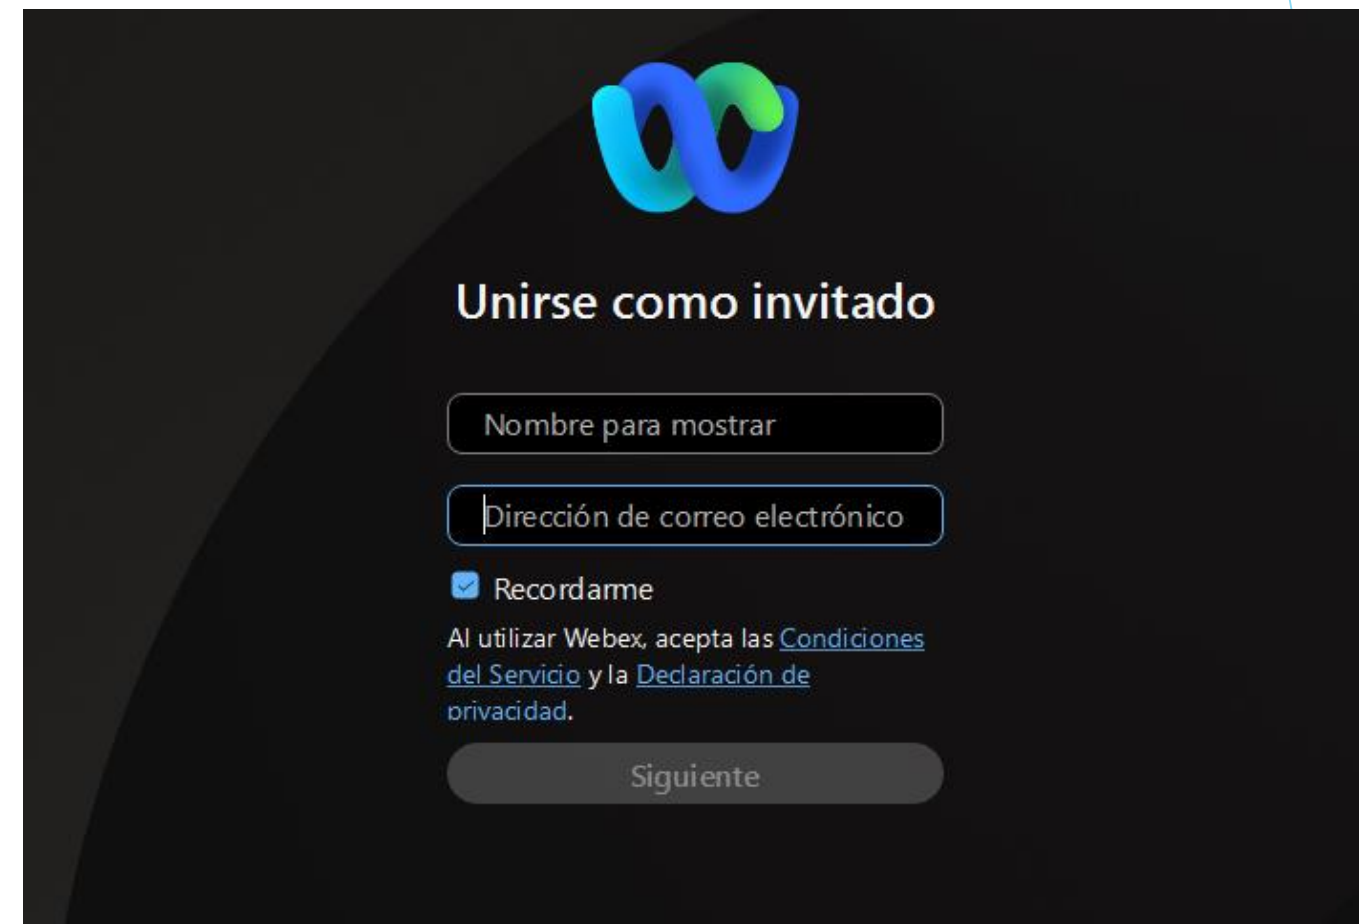 Unirse como invitado
Nombre para mostrar
Dirección de correo electrónico
Recordarme
Al utilizar Webex, acepta las Condiciones
del Servicio y la Declaración de
privacidad.
Siguiente